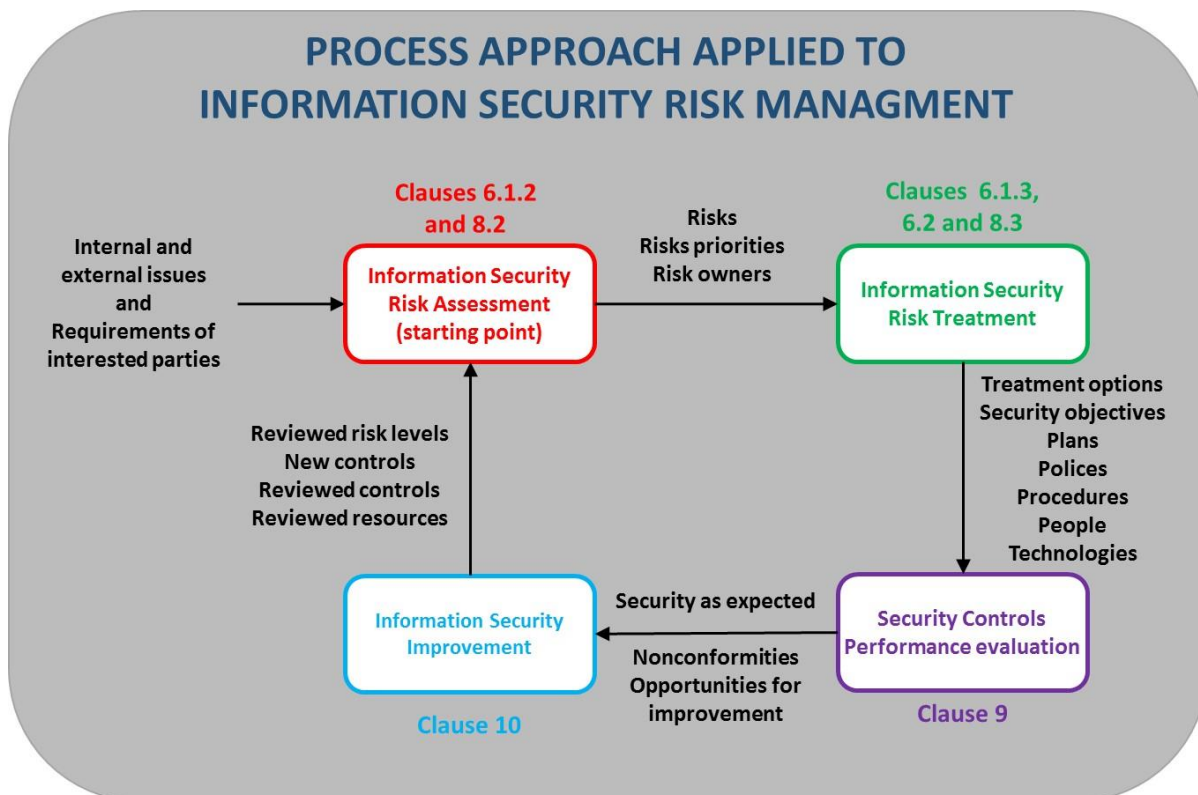 PROCESS APPROACH APPLIED TO
INFORMATION SECURITY RISK MANAGMENT
Internal and
external issues
and
Requirements of
interested parties
Clauses 6.1.2
and 8.2
Information Security
Risk Assessment
(starting point)
Risks
Risks priorities
Risk owners
Clauses 6.1.3,
6.2 and 8.3
Information Security
Risk Treatment
Treatment options
Security objectives
Plans
Polices
Procedures
People
Technologies
Security Controls
Performance evaluation
Clause 9
Security as expected
Nonconformities
Opportunities for
improvement
Information Security
Improvement
Clause 10
Reviewed risk levels
New controls
Reviewed controls
Reviewed resources